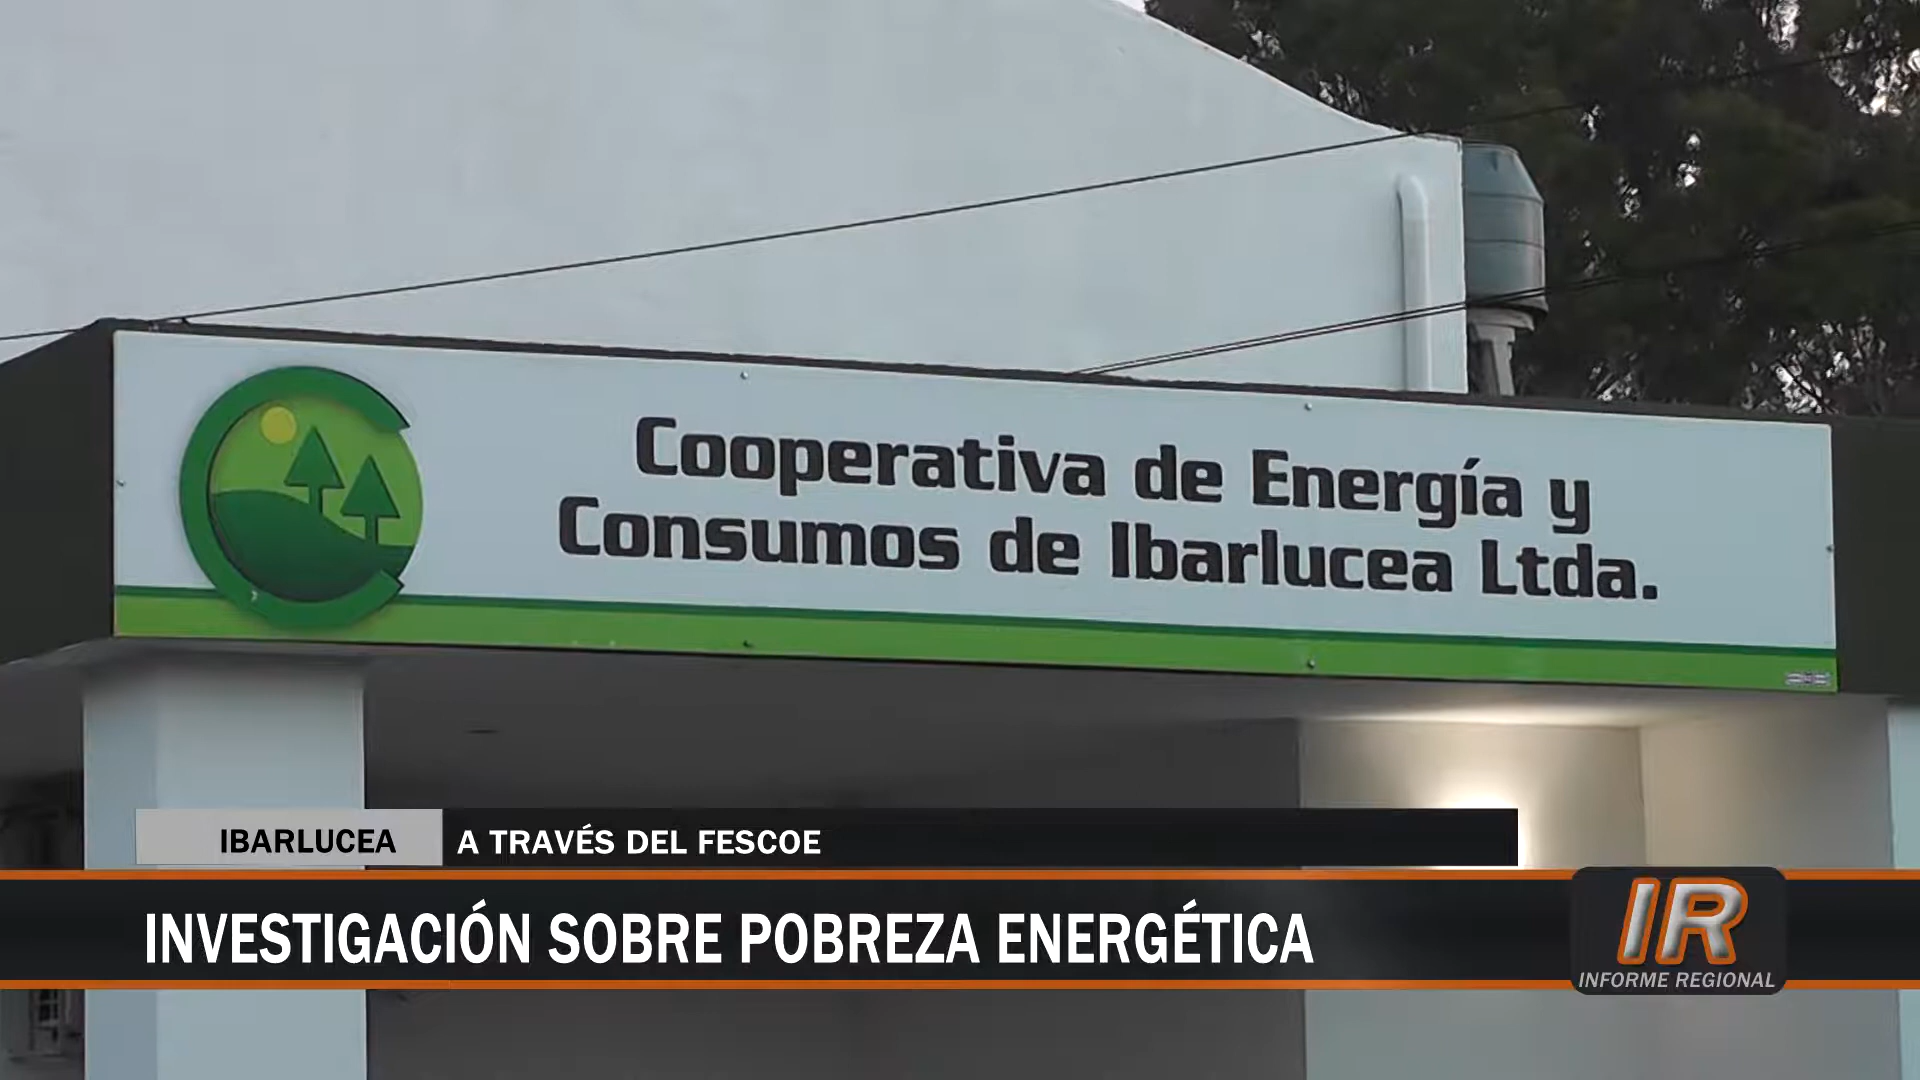 Cooperativa de Energía y
Consumos de Ibarlucea Ltda.
IBARLUCEA
A TRAVÉS DEL FESCOE
INVESTIGACIÓN SOBRE POBREZA ENERGÉTICA
IR
INFORME REGIONAL